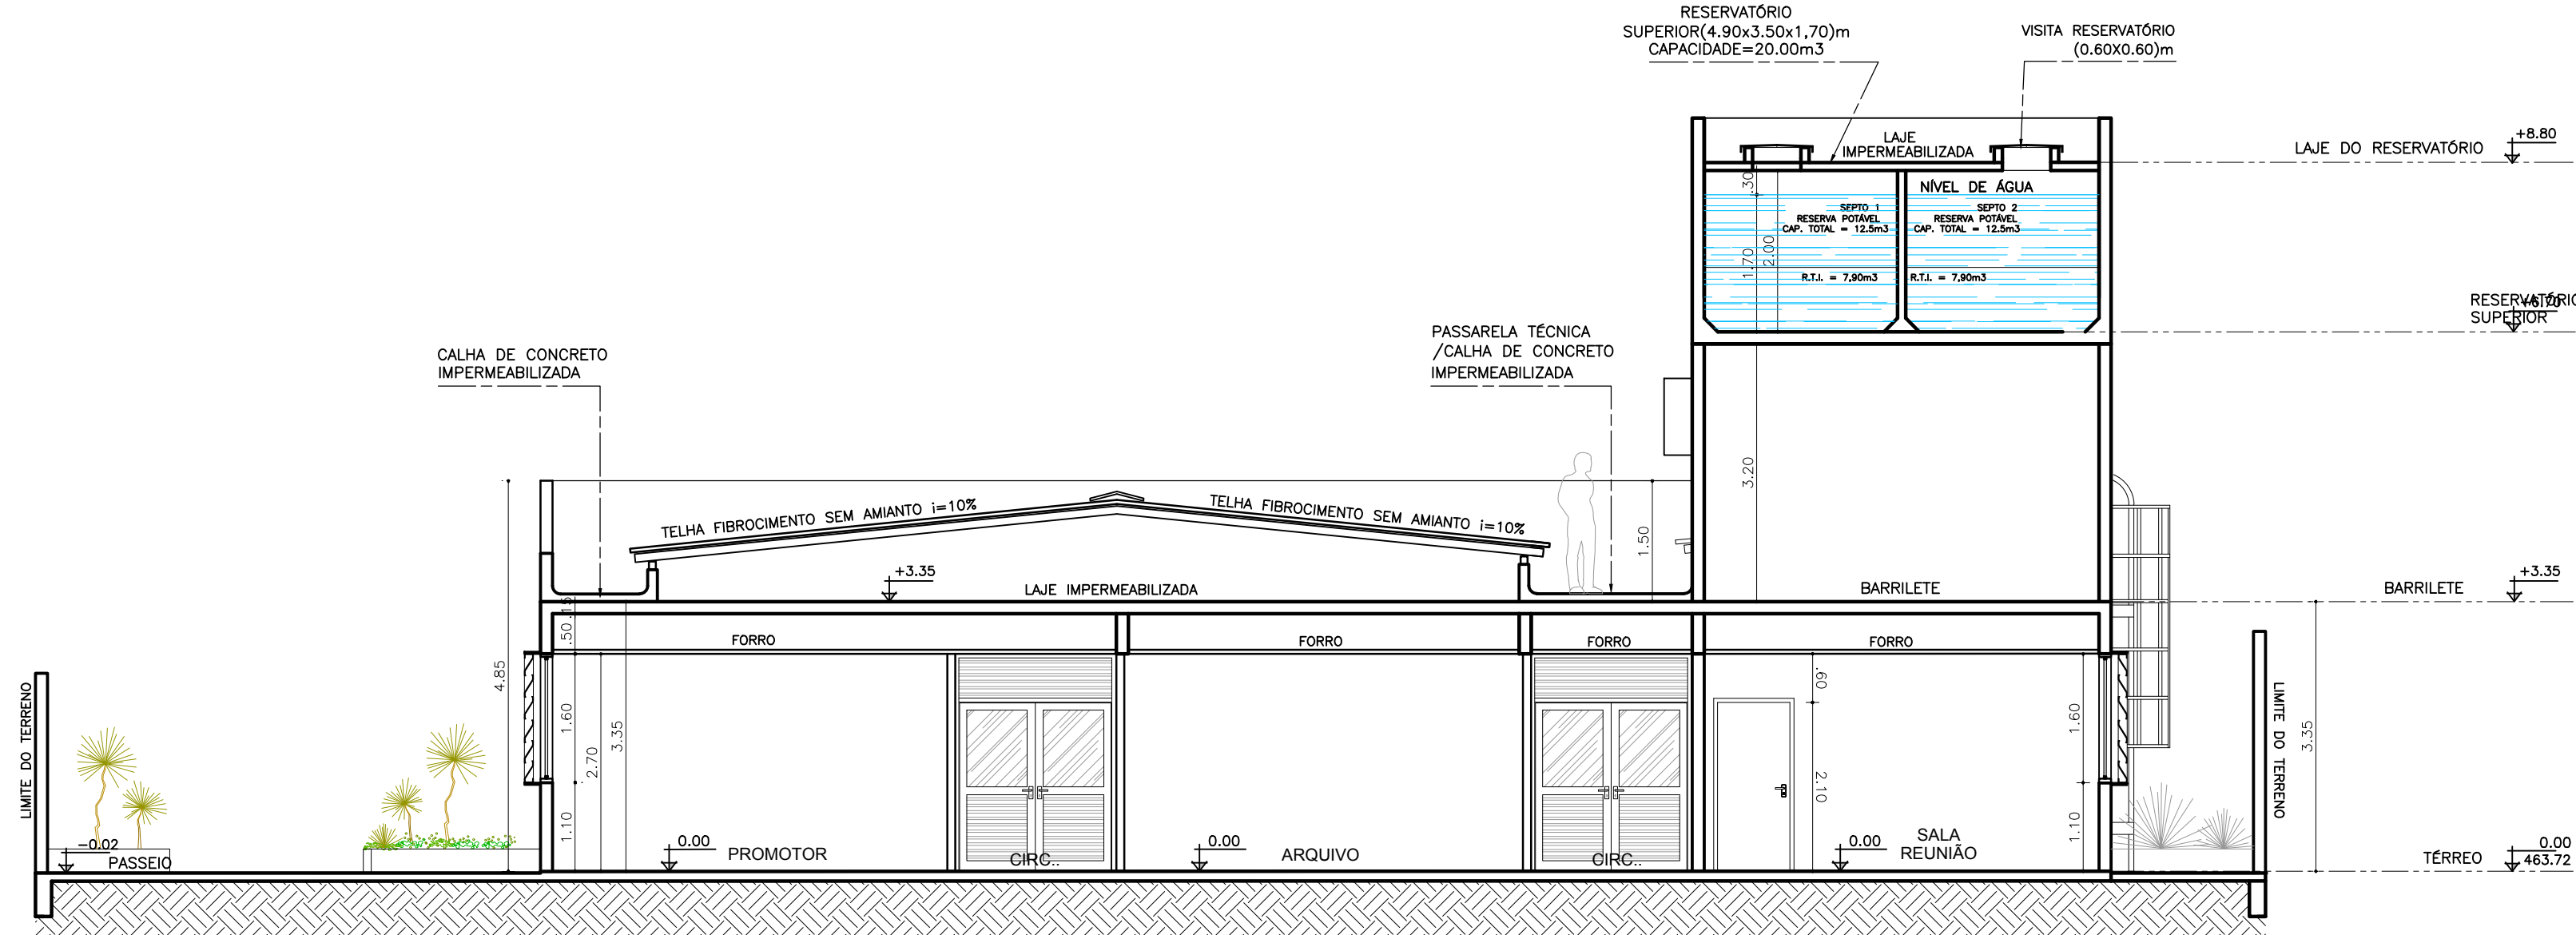 RESERVATÓRIO
SUPERIOR(4.90x3.50x1,70)m
CAPACIDADE=20.00m3
VISITA RESERVATÓRIO
(0.60X0.60)m
LAJE
IMPERMEABILIZADA
LAJE DO RESERVATÓRIO
+8.80
.30
NÍVEL DE ÁGUA
SEPTO 1
RESERVA POTÁVEL
CAP. TOTAL = 12.5m3
SEPTO 2
RESERVA POTÁVEL
CAP. TOTAL = 12.5m3
1.70
2.00
R.T.I. = 7,90m3
R.T.I. = 7,90m3
RESERVATÓRIO
SUPERIOR
+6.70
CALHA DE CONCRETO
IMPERMEABILIZADA
PASSARELA TÉCNICA
/CALHA DE CONCRETO
IMPERMEABILIZADA
3.20
TELHA FIBROCIMENTO SEM AMIANTO i=10%
TELHA FIBROCIMENTO SEM AMIANTO i=10%
1.50
+3.35
LAJE IMPERMEABILIZADA
BARRILETE
BARRILETE
+3.35
.15
.50
FORRO
FORRO
FORRO
FORRO
4.85
1.60
2.70
3.35
1.10
.60
2.10
1.60
1.10
3.35
LIMITE DO TERRENO
LIMITE DO TERRENO
-0.02
PASSEIO
0.00
PROMOTOR
CIRC..
0.00
ARQUIVO
CIRC..
0.00
SALA
REUNIÃO
TÉRREO
0.00
463.72